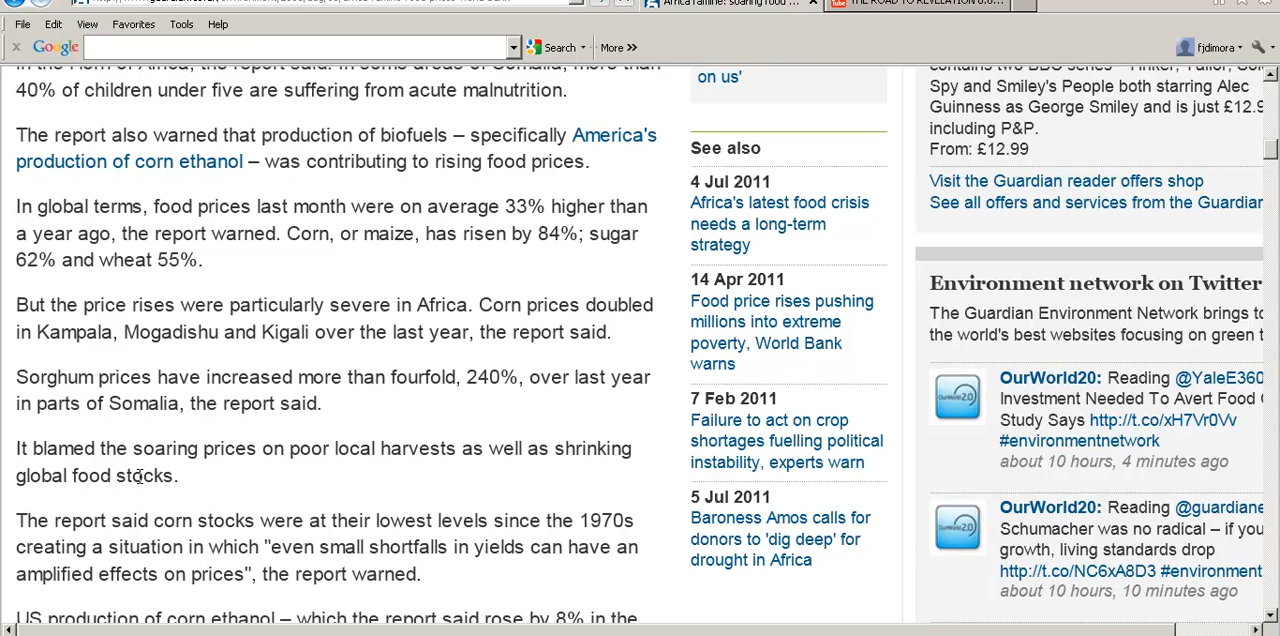 Africa famine: soaring food ...
THE ROAD TO REVELATION
File Edit View Favorites Tools Help
Google Search More >> fjdimora
40% of children under five are suffering from acute malnutrition.
The report also warned that production of biofuels – specifically America's
production of corn ethanol – was contributing to rising food prices.
In global terms, food prices last month were on average 33% higher than
a year ago, the report warned. Corn, or maize, has risen by 84%; sugar
62% and wheat 55%.
But the price rises were particularly severe in Africa. Corn prices doubled
in Kampala, Mogadishu and Kigali over the last year, the report said.
Sorghum prices have increased more than fourfold, 240%, over last year
in parts of Somalia, the report said.
It blamed the soaring prices on poor local harvests as well as shrinking
global food stocks.
The report said corn stocks were at their lowest levels since the 1970s
creating a situation in which "even small shortfalls in yields can have an
amplified effects on prices", the report warned.
US production of corn ethanol – which the report said rose by 8% in the
on us'
See also
4 Jul 2011
Africa's latest food crisis
needs a long-term
strategy
14 Apr 2011
Food price rises pushing
millions into extreme
poverty, World Bank
warns
7 Feb 2011
Failure to act on crop
shortages fuelling political
instability, experts warn
5 Jul 2011
Baroness Amos calls for
donors to 'dig deep' for
drought in Africa
Spy and Smiley's People both starring Alec
Guinness as George Smiley and is just £12.9
including P&P.
From: £12.99
Visit the Guardian reader offers shop
See all offers and services from the Guardian
Environment network on Twitter
The Guardian Environment Network brings to
the world's best websites focusing on green t
OurWorld20: Reading @YaleE360
Investment Needed To Avert Food
Study Says http://t.co/xH7Vr0Vv
#environmentnetwork
about 10 hours, 4 minutes ago
OurWorld20: Reading @guardiane
Schumacher was no radical – if you
growth, living standards drop
http://t.co/NC6xA8D3 #environment
about 10 hours, 10 minutes ago